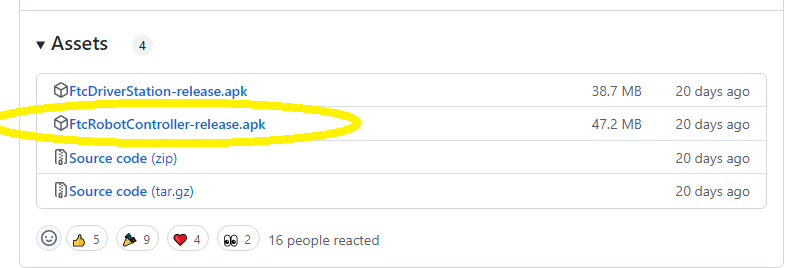 Assets 4
FtcDriverStation-release.apk 38.7 MB 20 days ago
FtcRobotController-release.apk 47.2 MB 20 days ago
Source code (zip) 20 days ago
Source code (tar.gz) 20 days ago
👍 5 🎉 9 ❤️ 4 👀 2 16 people reacted